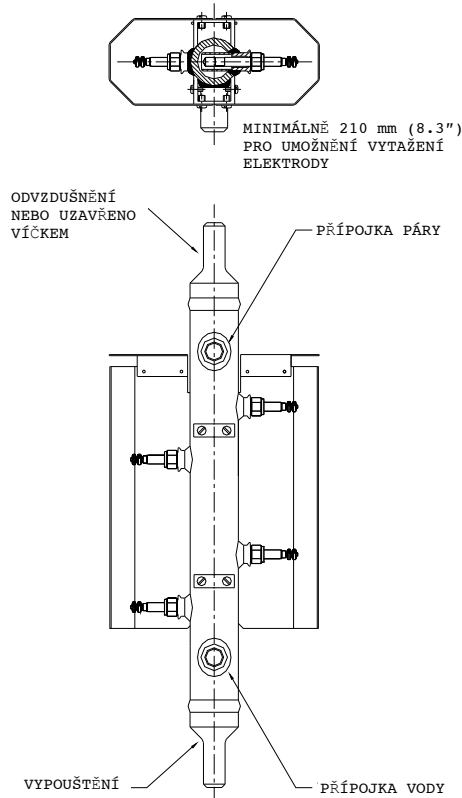 MINIMÁLNĚ 210 mm (8.3")
PRO UMOŽNĚNÍ VYTAŽENÍ
ELEKTRODY
ODVZDUŠNĚNÍ
NEBO UZAVŘENO
VÍČKEM
PŘÍPOJKA PÁRY
VYPOUŠTĚNÍ
PŘÍPOJKA VODY